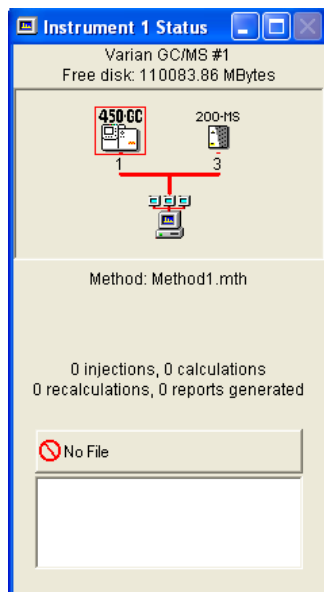 Instrument 1 Status
Varian GC/MS #1
Free disk: 110083.86 MBytes
450-GC 200-MS
1 3
Method: Method1.mth
0 injections, 0 calculations
0 recalculations, 0 reports generated
No File